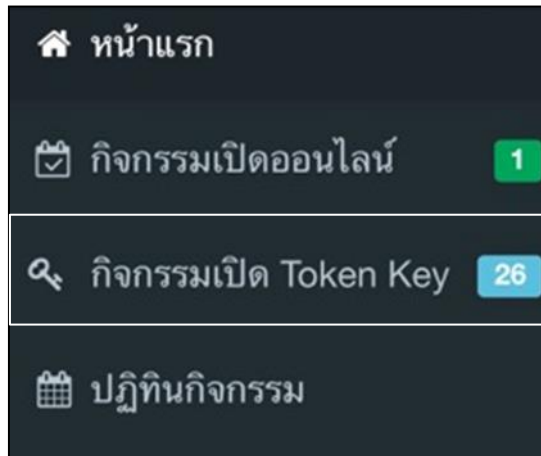 หน้าแรก
กิจกรรมเปิดออนไลน์ 1
กิจกรรมเปิด Token Key 26
ปฏิทินกิจกรรม